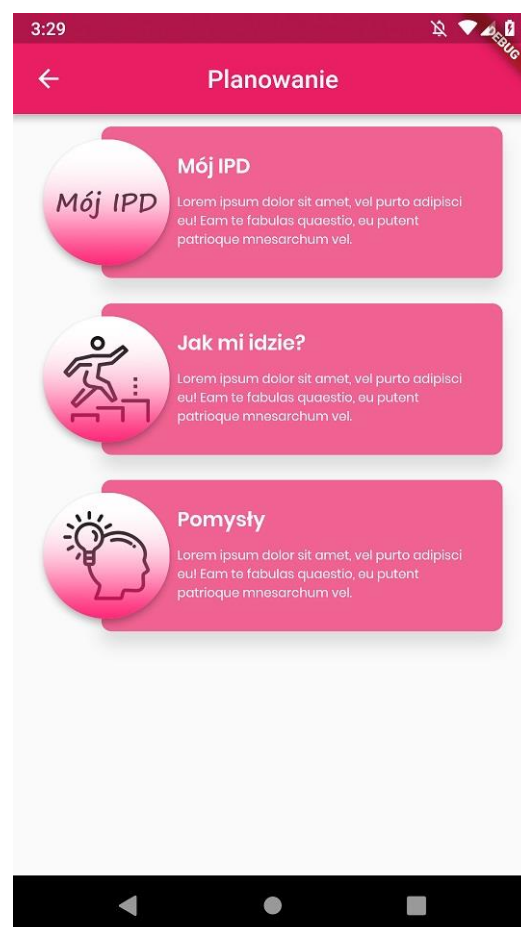 3:29
DEBUG
Planowanie
Mój IPD
Mój IPD
Lorem ipsum dolor sit amet, vel purto adipisci
eu! Eam te fabulas quaestio, eu putent
patrioque mnesarchum vel.
Jak mi idzie?
Lorem ipsum dolor sit amet, vel purto adipisci
eu! Eam te fabulas quaestio, eu putent
patrioque mnesarchum vel.
Pomysły
Lorem ipsum dolor sit amet, vel purto adipisci
eu! Eam te fabulas quaestio, eu putent
patrioque mnesarchum vel.